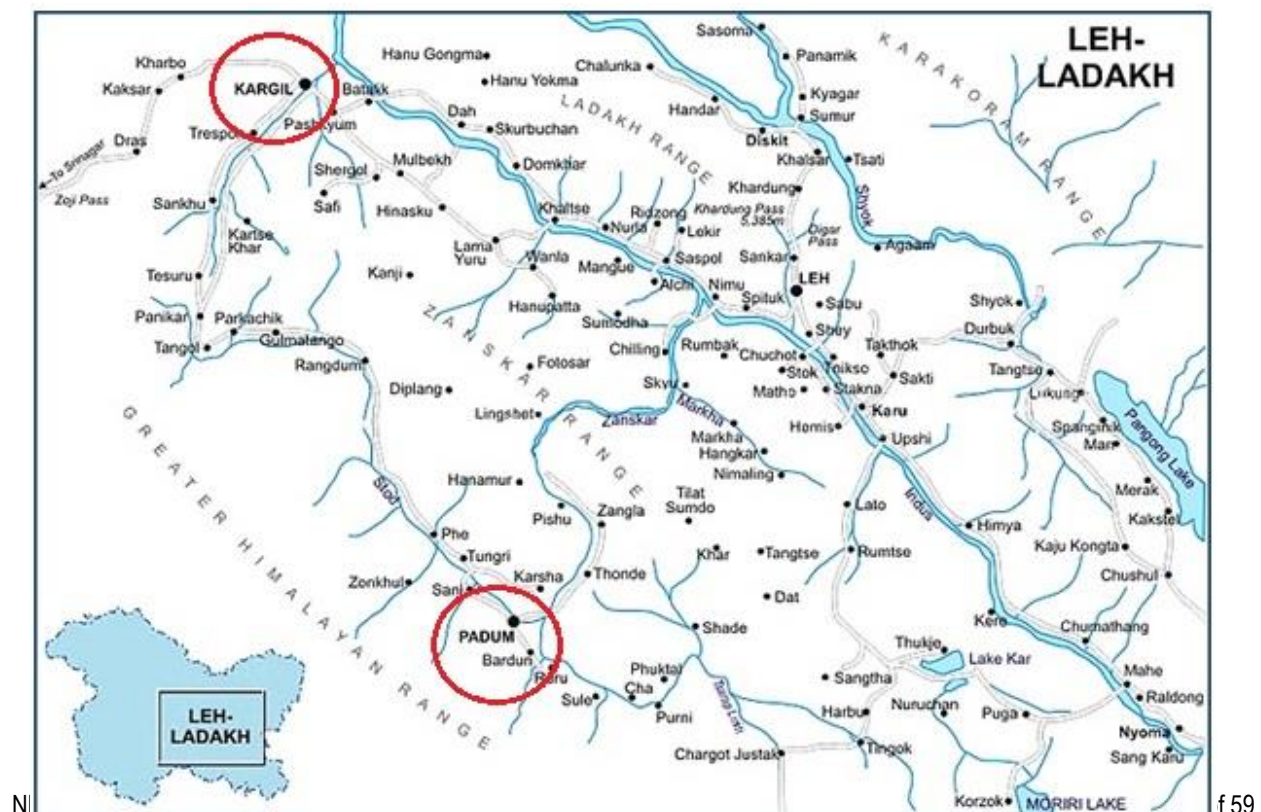 LEH-
LADAKH
KARAKORAM RANGE
Sasoma
Panamik
Hanu Gongma
Chalunka
Kharbo
Kaksar
KARGIL
Batalkk
Hanu Yokma
Kyagar
LADAKH RANGE
Handar
Sumur
Dah
Pashkyum
Skurbuchan
Diskit
Dras
To Srinagar
Zoji Pass
Mulbekh
Domkhar
Khalsar
Tsati
Shergol
Khardung
Safi
Hinasku
Sankhu
Khaltse
Ridzong
Khardung Pass
5,385m
Shyok
Nurla
Lekir
Digar
Pass
Kartse
Khar
Lama
Yuru
Wanla
Mangue
Saspol
Sankar
Agaam
Tesuru
Kanji
Alchi
Nimu
LEH
Hanupatta
Spituk
Sabu
Shyok
Panikar
Parkachik
ZANSKAR RANGE
Sumodha
Shey
Durbuk
Tangol
Gulmatango
Chilling
Rumbak
Chuchot
Takthok
Rangdum
Fotosar
Stok
Tangtse
Skyu
Matho
Stakna
Sakti
Diplang
Lukung
Lingshet
Zanskar
Markha
Karu
Pangong Lake
Markha
Hemis
Upshi
Hangkar
Man
GREATER HIMALAYAN RANGE
Hanamur
Nimaling
Stod
Tilat
Sumdo
Merak
Pishu
Zangla
Lato
Indus
Kakstet
Phe
Himya
Tungri
Khar
Tangtse
Rumtse
Kaju Kongta
Zonkhul
Sani
Karsha
Thonde
Chushul
Dat
PADUM
Shade
Kere
Chumathang
Bardun
Thukje
Lake Kar
Raru
Phuktal
Mahe
Sule
Cha
Sangtha
Raldong
Purni
Harbu
Nuruchan
Puga
Nyoma
Chargot Justak
Tingok
Sang Karu
LEH-
LADAKH
Korzok
MORIRI LAKE
f 59